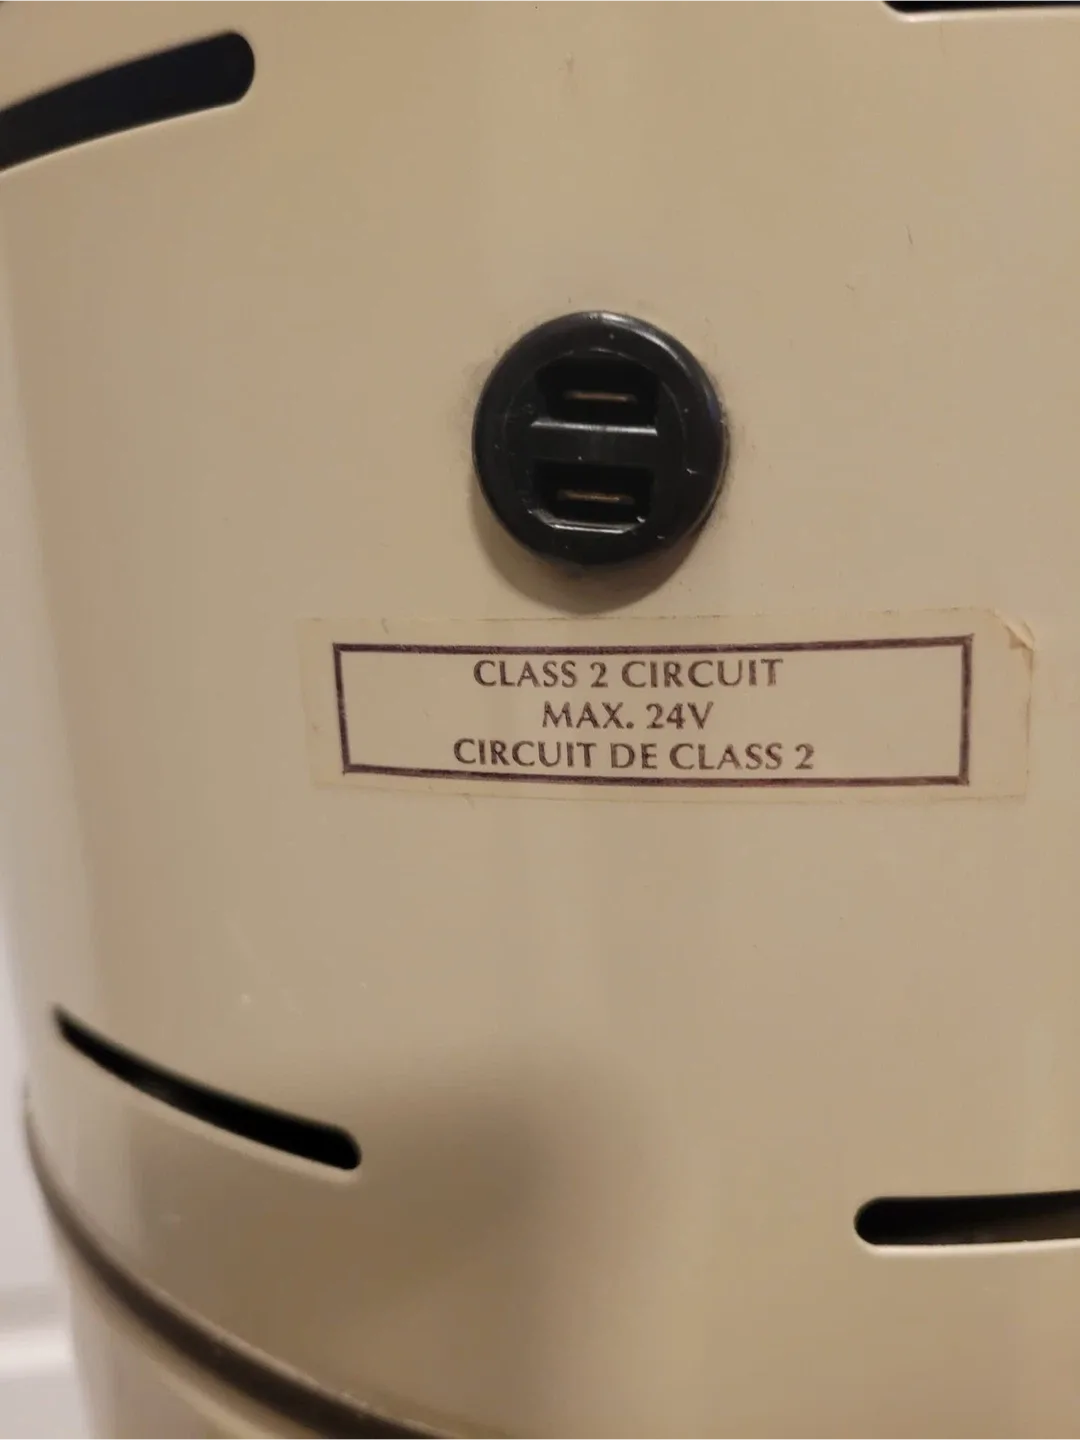 CLASS 2 CIRCUIT
MAX. 24V
CIRCUIT DE CLASS 2